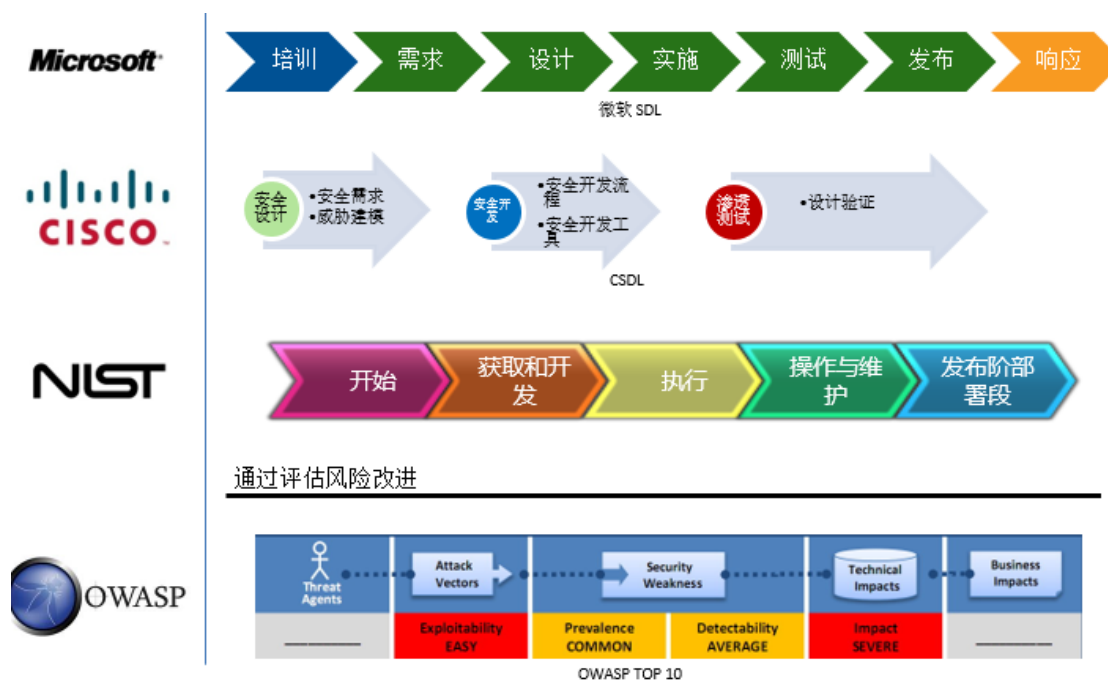 Microsoft
培训
需求
设计
实施
测试
发布
响应
微软 SDL
CISCO™
安全
设计
•安全需求
•威胁建模
安全开
发
•安全开发流
程
•安全开发工
具
渗透
测试
•设计验证
CSDL
NIST
开始
获取和开
发
执行
操作与维
护
发布阶部
署段
通过评估风险改进
OWASP
Threat
Agents
Attack
Vectors
Security
Weakness
Technical
Impacts
Business
Impacts
Exploitability
EASY
Prevalence
COMMON
Detectability
AVERAGE
Impact
SEVERE
OWASP TOP 10